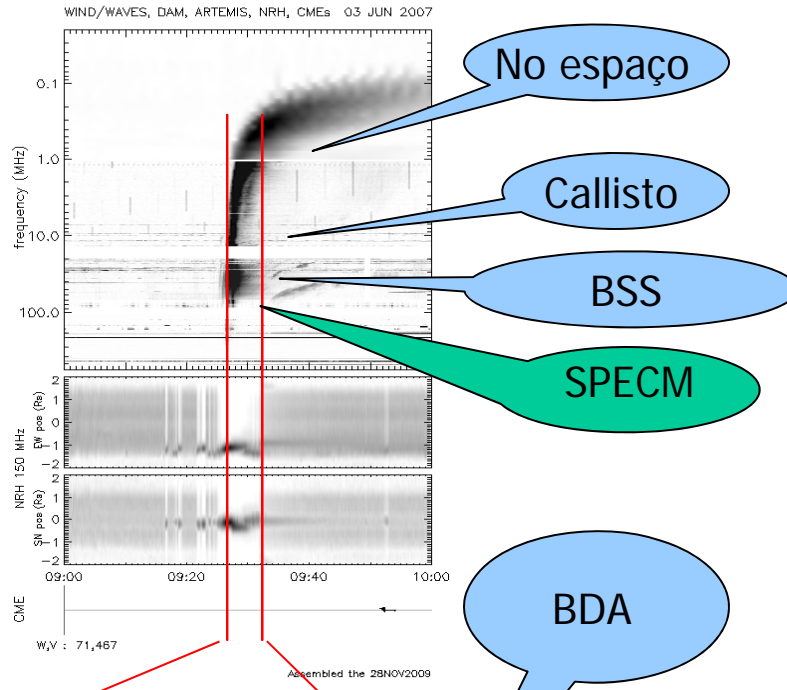 WIND/WAVES, DAM, ARTEMIS, NRH, CMEs 03 JUN 2007
No espaço
Callisto
BSS
SPECM
BDA
frequency (MHz)
0.1
1.0
10.0
100.0
NRH 150 MHz
EW pos (Rs)
2
1
0
-1
-2
SN pos (Rs)
2
1
0
-1
-2
09:00 09:20 09:40 10:00
CME
W,V : 71,467
Assembled the 28NOV2009